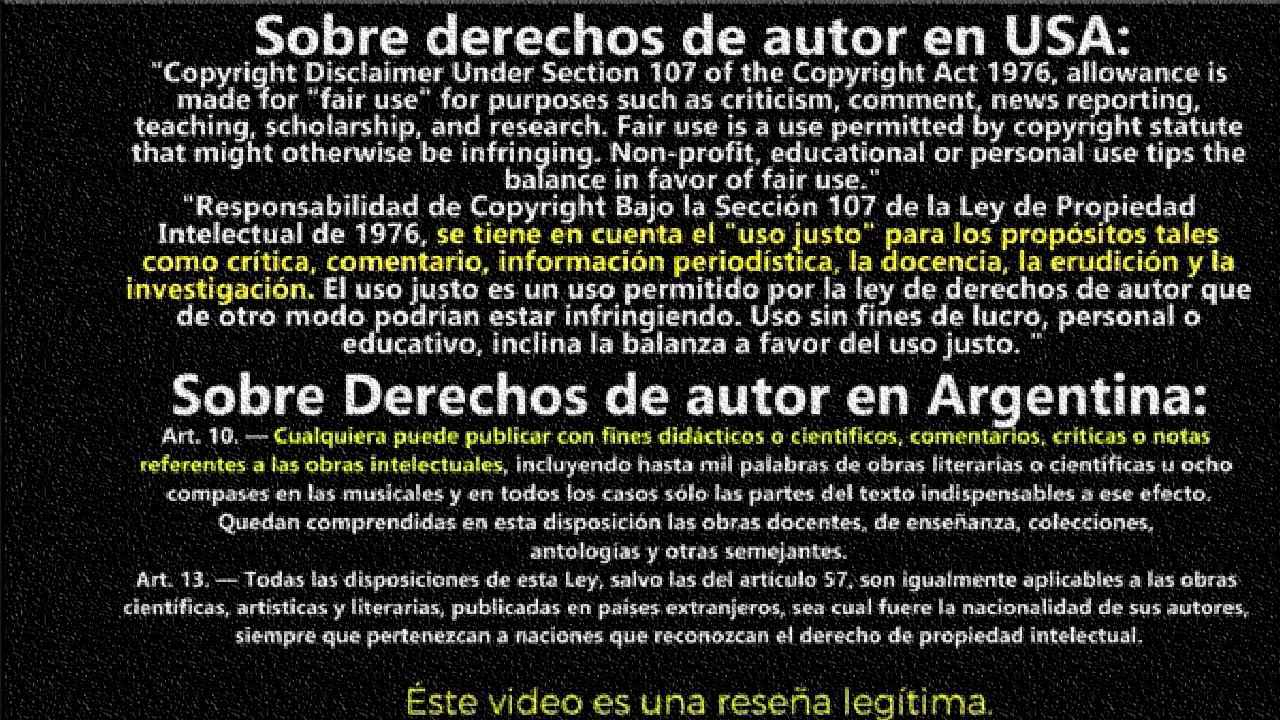 Sobre derechos de autor en USA:
"Copyright Disclaimer Under Section 107 of the Copyright Act 1976, allowance is
made for "fair use" for purposes such as criticism, comment, news reporting,
teaching, scholarship, and research. Fair use is a use permitted by copyright statute
that might otherwise be infringing. Non-profit, educational or personal use tips the
balance in favor of fair use."
"Responsabilidad de Copyright Bajo la Sección 107 de la Ley de Propiedad
Intelectual de 1976, se tiene en cuenta el "uso justo" para los propósitos tales
como crítica, comentario, información periodística, la docencia, la erudición y la
investigación. El uso justo es un uso permitido por la ley de derechos de autor que
de otro modo podrían estar infringiendo. Uso sin fines de lucro, personal o
educativo, inclina la balanza a favor del uso justo. "
Sobre Derechos de autor en Argentina:
Art. 10. — Cualquiera puede publicar con fines didácticos o científicos, comentarios, críticas o notas
referentes a las obras intelectuales, incluyendo hasta mil palabras de obras literarias o científicas u ocho
compases en las musicales y en todos los casos sólo las partes del texto indispensables a ese efecto.
Quedan comprendidas en esta disposición las obras docentes, de enseñanza, colecciones,
antologías y otras semejantes.
Art. 13. — Todas las disposiciones de esta Ley, salvo las del artículo 57, son igualmente aplicables a las obras
científicas, artísticas y literarias, publicadas en países extranjeros, sea cual fuere la nacionalidad de sus autores,
siempre que pertenezcan a naciones que reconozcan el derecho de propiedad intelectual.
Éste video es una reseña legítima.